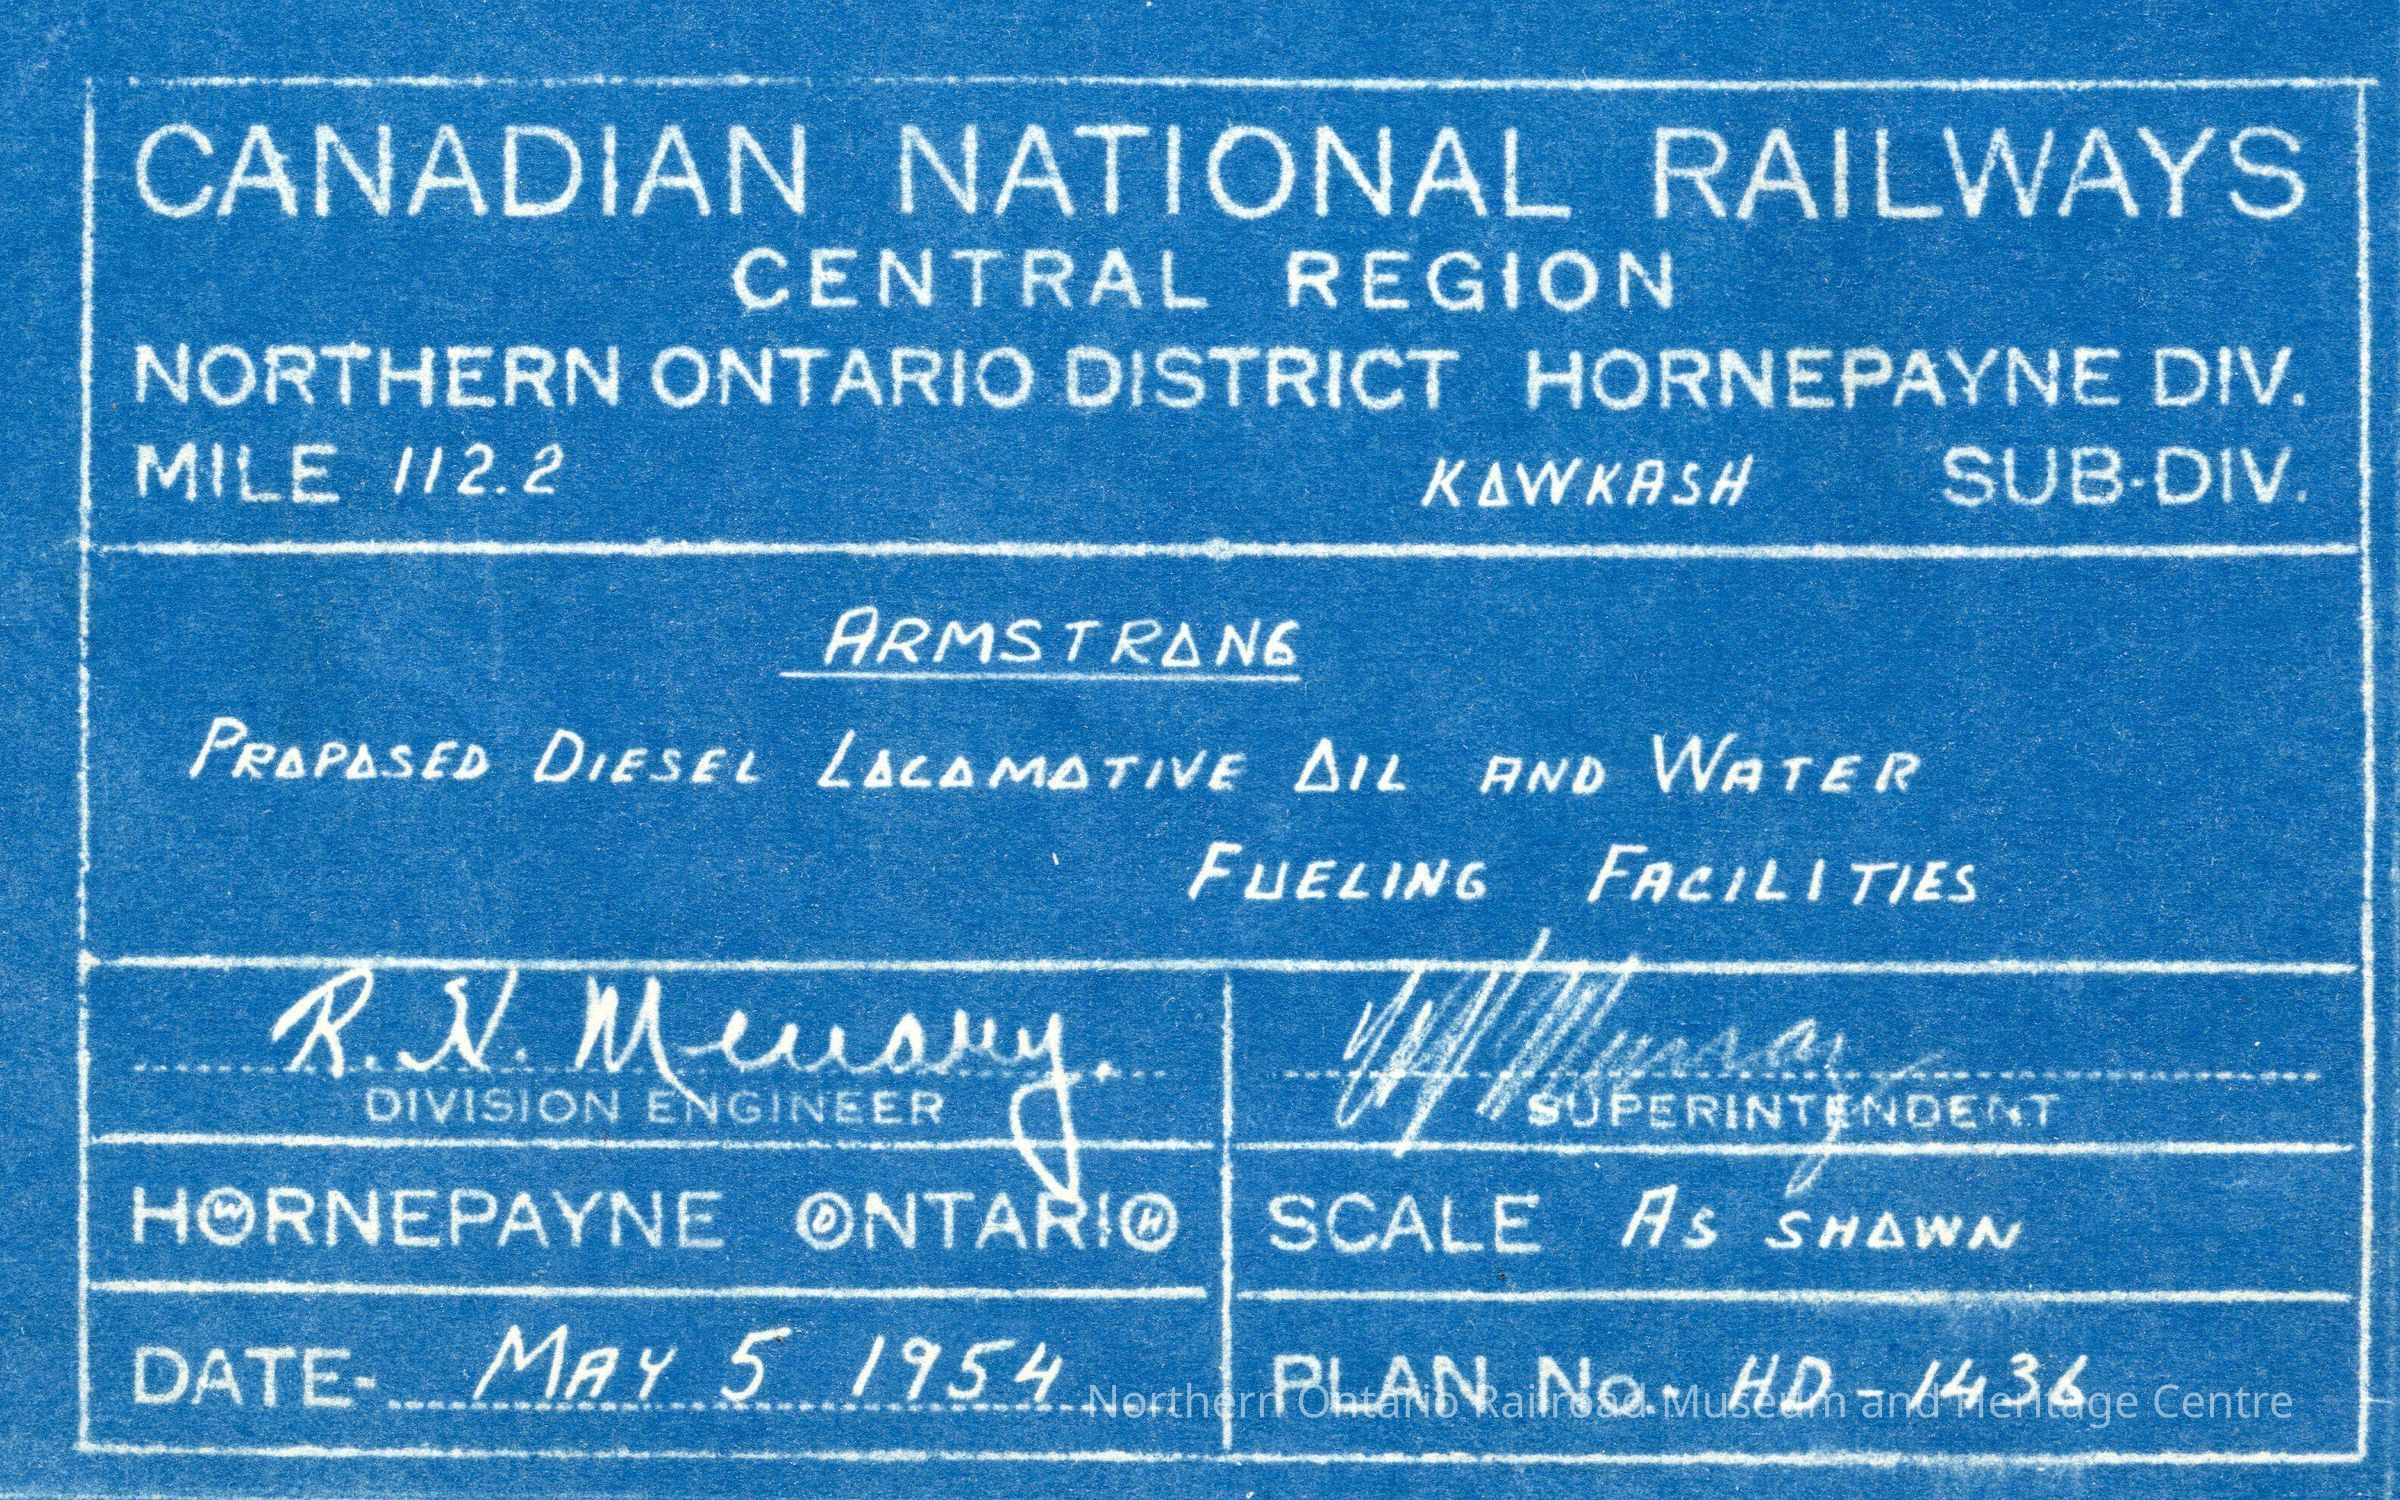 CANADIAN NATIONAL RAILWAYS
CENTRAL REGION
NORTHERN ONTARIO DISTRICT HORNEPAYNE DIV.
MILE 112.2 KOWKASH SUB-DIV.
ARMSTRONG
PROPOSED DIESEL LOCOMOTIVE OIL AND WATER
FUELING FACILITIES
R. N.
DIVISION ENGINEER
Murray
SUPERINTENDENT
HORNEPAYNE ONTARIO
W D H
SCALE AS SHOWN
DATE- MAY 5 1954
PLAN No. HD-1436
Northern Ontario Railroad Museum and Heritage Centre